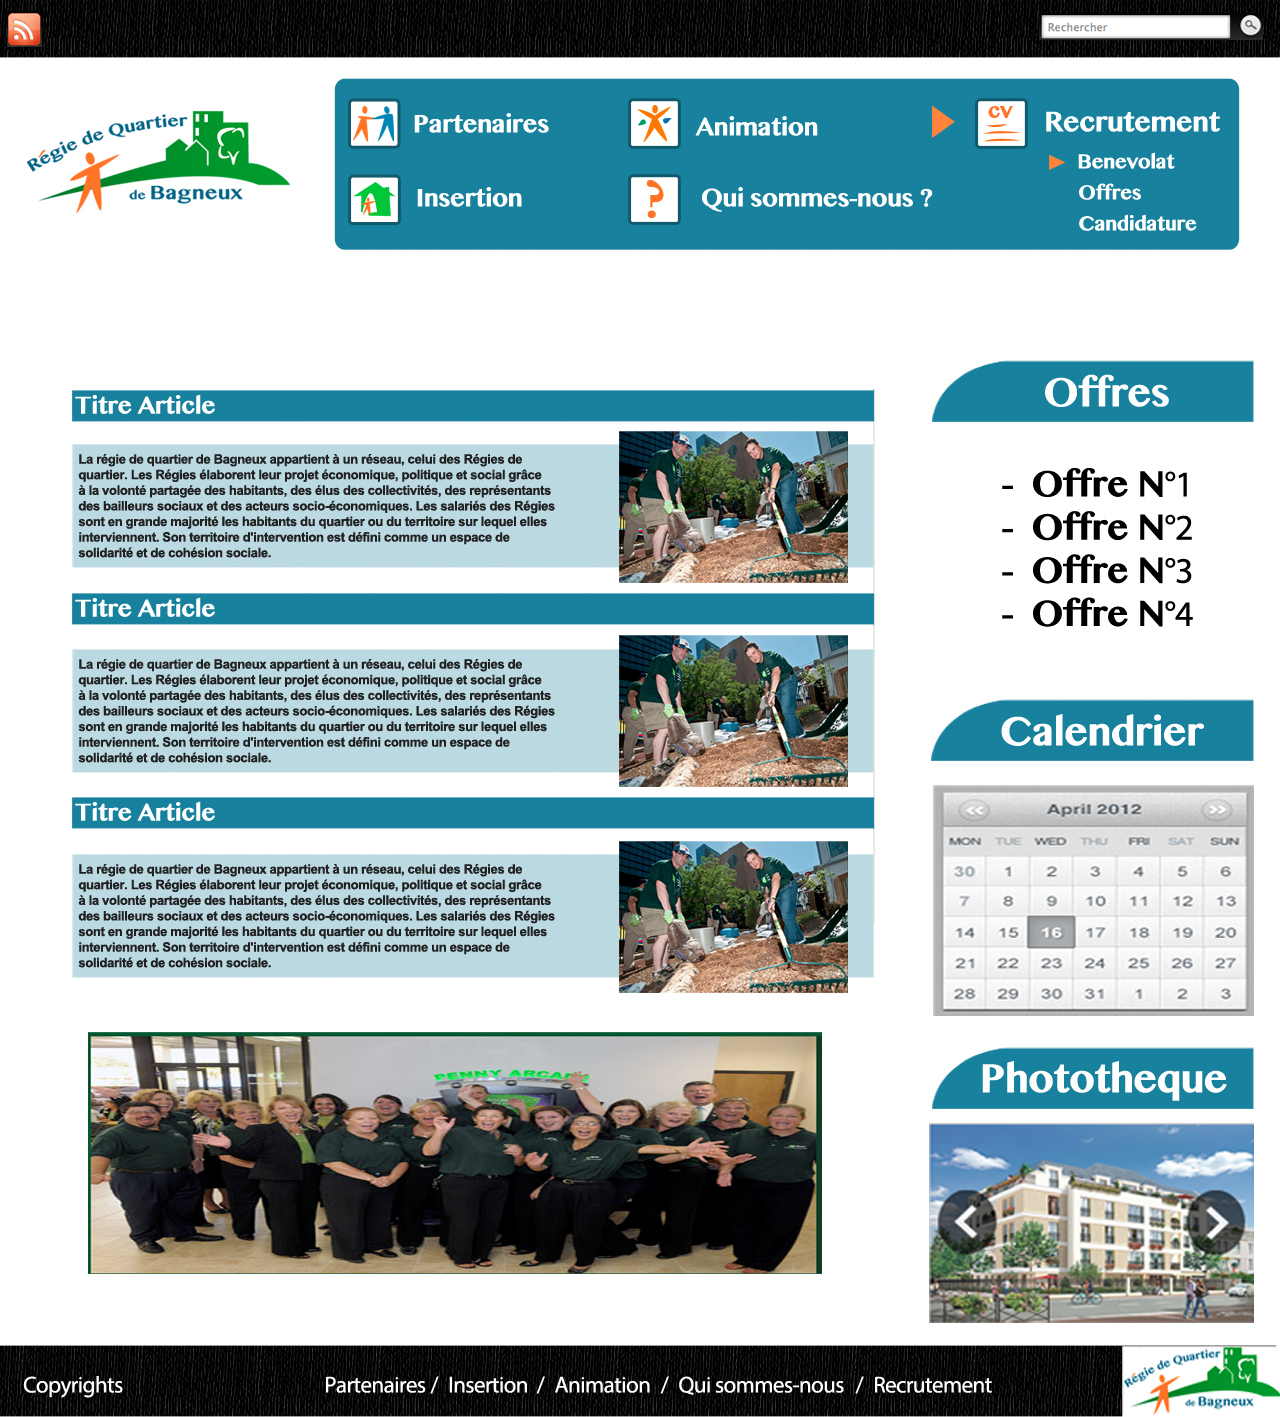 Rechercher
Régie de Quartier
de Bagneux
Partenaires
Animation
CV
Recrutement
Benevolat
Insertion
?
Qui sommes-nous ?
Offres
Candidature
Titre Article
La régie de quartier de Bagneux appartient à un réseau, celui des Régies de
quartier. Les Régies élaborent leur projet économique, politique et social grâce
à la volonté partagée des habitants, des élus des collectivités, des représentants
des bailleurs sociaux et des acteurs socio-économiques. Les salariés des Régies
sont en grande majorité les habitants du quartier ou du territoire sur lequel elles
interviennent. Son territoire d'intervention est défini comme un espace de
solidarité et de cohésion sociale.
Titre Article
La régie de quartier de Bagneux appartient à un réseau, celui des Régies de
quartier. Les Régies élaborent leur projet économique, politique et social grâce
à la volonté partagée des habitants, des élus des collectivités, des représentants
des bailleurs sociaux et des acteurs socio-économiques. Les salariés des Régies
sont en grande majorité les habitants du quartier ou du territoire sur lequel elles
interviennent. Son territoire d'intervention est défini comme un espace de
solidarité et de cohésion sociale.
Titre Article
La régie de quartier de Bagneux appartient à un réseau, celui des Régies de
quartier. Les Régies élaborent leur projet économique, politique et social grâce
à la volonté partagée des habitants, des élus des collectivités, des représentants
des bailleurs sociaux et des acteurs socio-économiques. Les salariés des Régies
sont en grande majorité les habitants du quartier ou du territoire sur lequel elles
interviennent. Son territoire d'intervention est défini comme un espace de
solidarité et de cohésion sociale.
PENNY ARCADE
Offres
- Offre N°1
- Offre N°2
- Offre N°3
- Offre N°4
Calendrier
<< April 2012 >>
MON TUE WED THU FRI SAT SUN
30 1 2 3 4 5 6
7 8 9 10 11 12 13
14 15 16 17 18 19 20
21 22 23 24 25 26 27
28 29 30 31 1 2 3
Phototheque
Copyrights
Partenaires / Insertion / Animation / Qui sommes-nous / Recrutement
Régie de Quartier
de Bagneux